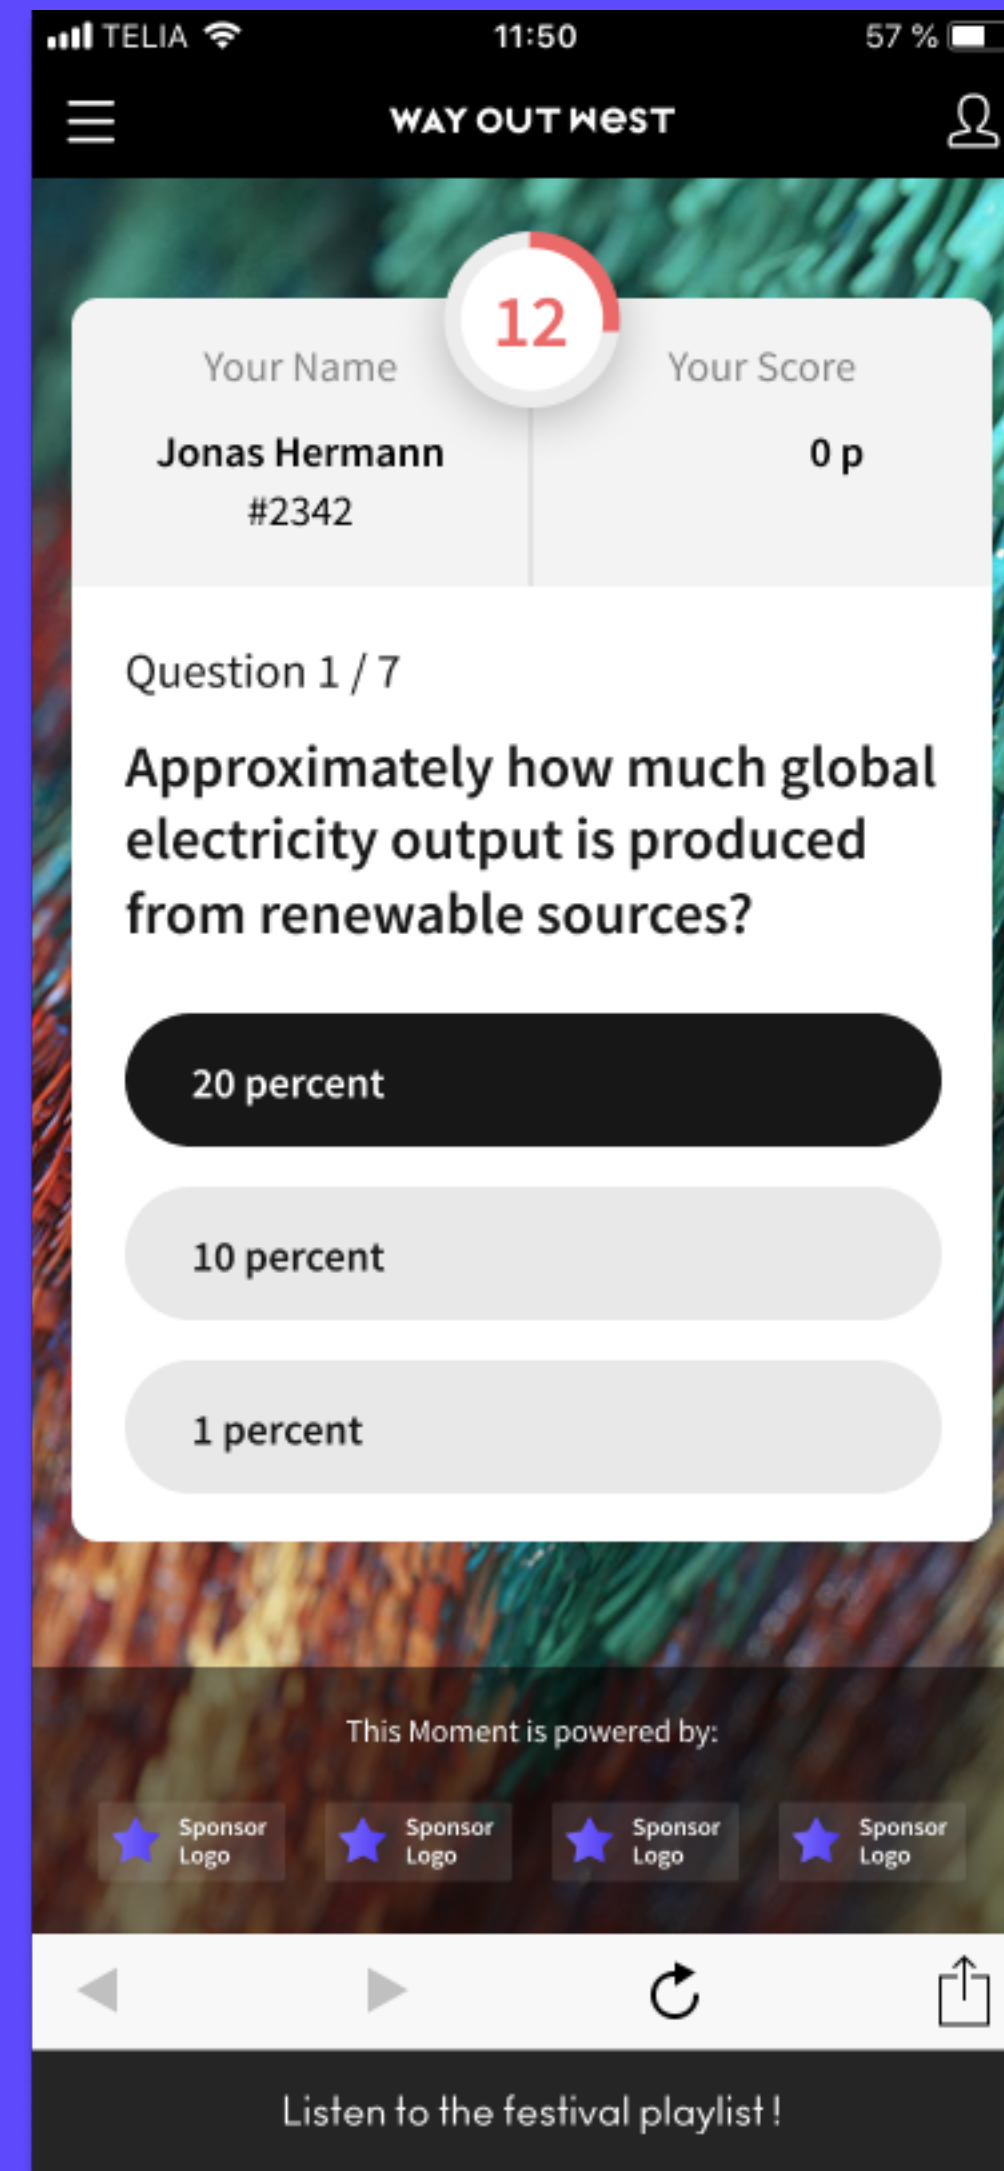 TELIA 11:50 57 %
WAY OUT WEST
12
Your Name
Your Score
Jonas Hermann
0 p
#2342
Question 1 / 7
Approximately how much global
electricity output is produced
from renewable sources?
20 percent
10 percent
1 percent
This Moment is powered by:
Sponsor
Logo
Sponsor
Logo
Sponsor
Logo
Sponsor
Logo
Listen to the festival playlist !